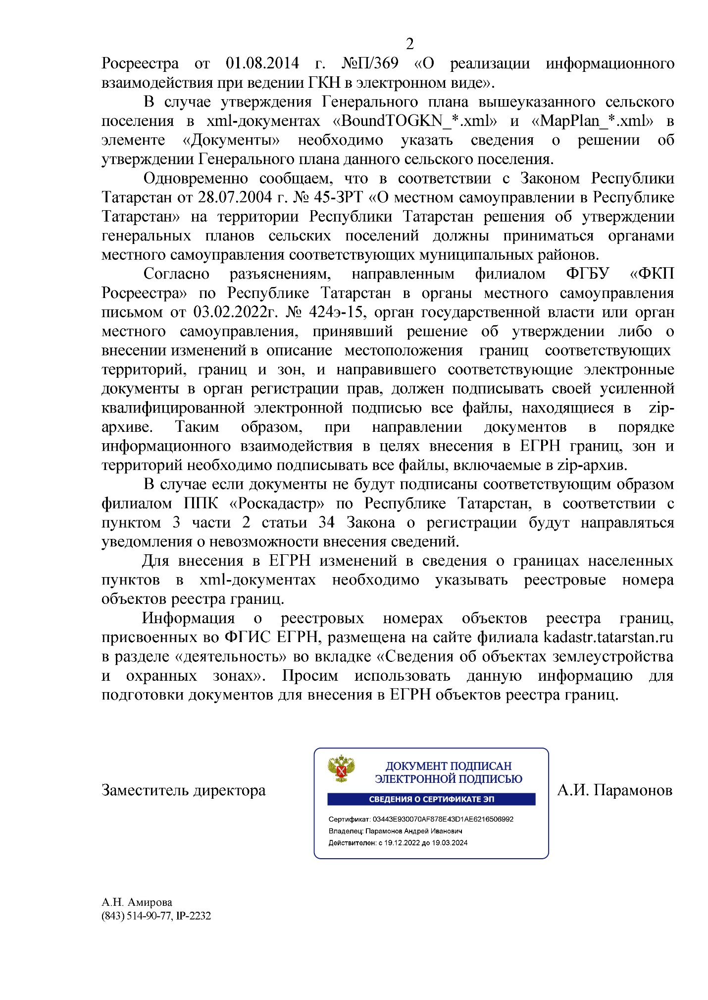 2
Росреестра от 01.08.2014 г. №П/369 «О реализации информационного
взаимодействия при ведении ГКН в электронном виде».
В случае утверждения Генерального плана вышеуказанного сельского
поселения в xml-документах «BoundTOGKN_*.xml» и «MapPlan_*.xml» в
элементе «Документы» необходимо указать сведения о решении об
утверждении Генерального плана данного сельского поселения.
Одновременно сообщаем, что в соответствии с Законом Республики
Татарстан от 28.07.2004 г. № 45-ЗРТ «О местном самоуправлении в Республике
Татарстан» на территории Республики Татарстан решения об утверждении
генеральных планов сельских поселений должны приниматься органами
местного самоуправления соответствующих муниципальных районов.
Согласно разъяснениям, направленным филиалом ФГБУ «ФКП
Росреестра» по Республике Татарстан в органы местного самоуправления
письмом от 03.02.2022г. № 424э-15, орган государственной власти или орган
местного самоуправления, принявший решение об утверждении либо о
внесении изменений в описание местоположения границ соответствующих
территорий, границ и зон, и направившего соответствующие электронные
документы в орган регистрации прав, должен подписывать своей усиленной
квалифицированной электронной подписью все файлы, находящиеся в zip-
архиве. Таким образом, при направлении документов в порядке
информационного взаимодействия в целях внесения в ЕГРН границ, зон и
территорий необходимо подписывать все файлы, включаемые в zip-архив.
В случае если документы не будут подписаны соответствующим образом
филиалом ППК «Роскадастр» по Республике Татарстан, в соответствии с
пунктом 3 части 2 статьи 34 Закона о регистрации будут направляться
уведомления о невозможности внесения сведений.
Для внесения в ЕГРН изменений в сведения о границах населенных
пунктов в xml-документах необходимо указывать реестровые номера
объектов реестра границ.
Информация о реестровых номерах объектов реестра границ,
присвоенных во ФГИС ЕГРН, размещена на сайте филиала kadastr.tatarstan.ru
в разделе «деятельность» во вкладке «Сведения об объектах землеустройства
и охранных зонах». Просим использовать данную информацию для
подготовки документов для внесения в ЕГРН объектов реестра границ.
ДОКУМЕНТ ПОДПИСАН
ЭЛЕКТРОННОЙ ПОДПИСЬЮ
Заместитель директора
А.И. Парамонов
СВЕДЕНИЯ О СЕРТИФИКАТЕ ЭП
Сертификат: 03443E930070AF878E43D1AE6216506992
Владелец: Парамонов Андрей Иванович
Действителен: с 19.12.2022 до 19.03.2024
А.Н. Амирова
(843) 514-90-77, IP-2232